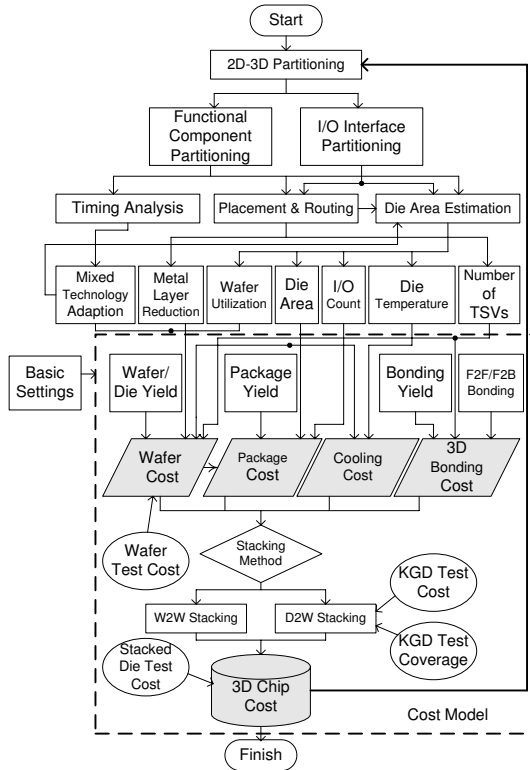 Start
2D-3D Partitioning
Functional
Component
Partitioning
I/O Interface
Partitioning
Timing Analysis
Placement & Routing
Die Area Estimation
Mixed
Technology
Adaption
Metal
Layer
Reduction
Wafer
Utilization
Die
Area
I/O
Count
Die
Temperature
Number
of
TSVs
Basic
Settings
Wafer/
Die Yield
Package
Yield
Bonding
Yield
F2F/F2B
Bonding
Wafer
Cost
Package
Cost
Cooling
Cost
3D
Bonding
Cost
Wafer
Test Cost
Stacking
Method
KGD Test
Cost
W2W Stacking
D2W Stacking
KGD Test
Coverage
Stacked
Die Test
Cost
3D Chip
Cost
Cost Model
Finish